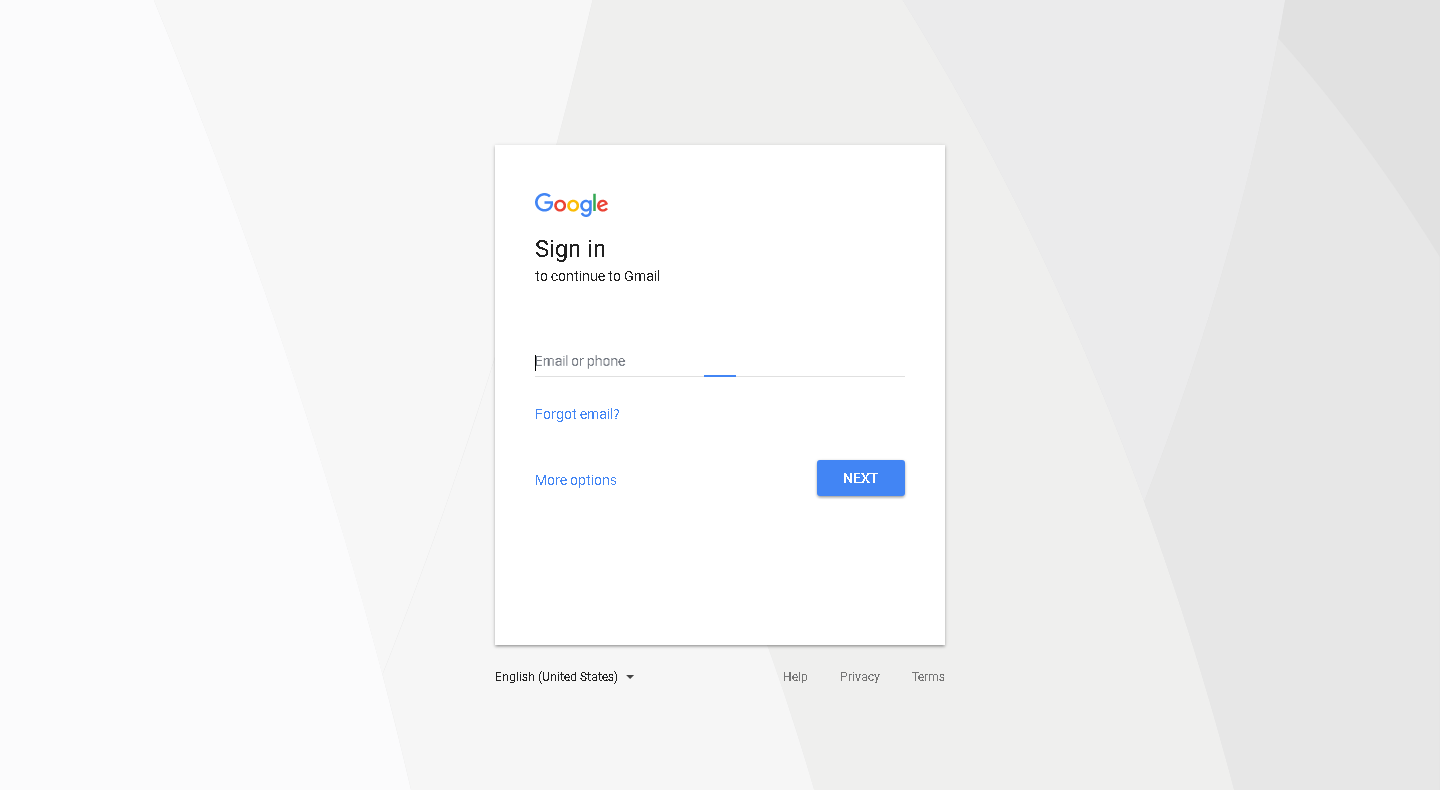 Google
Sign in
to continue to Gmail
Email or phone
Forgot email?
More options
NEXT
English (United States)
Help
Privacy
Terms